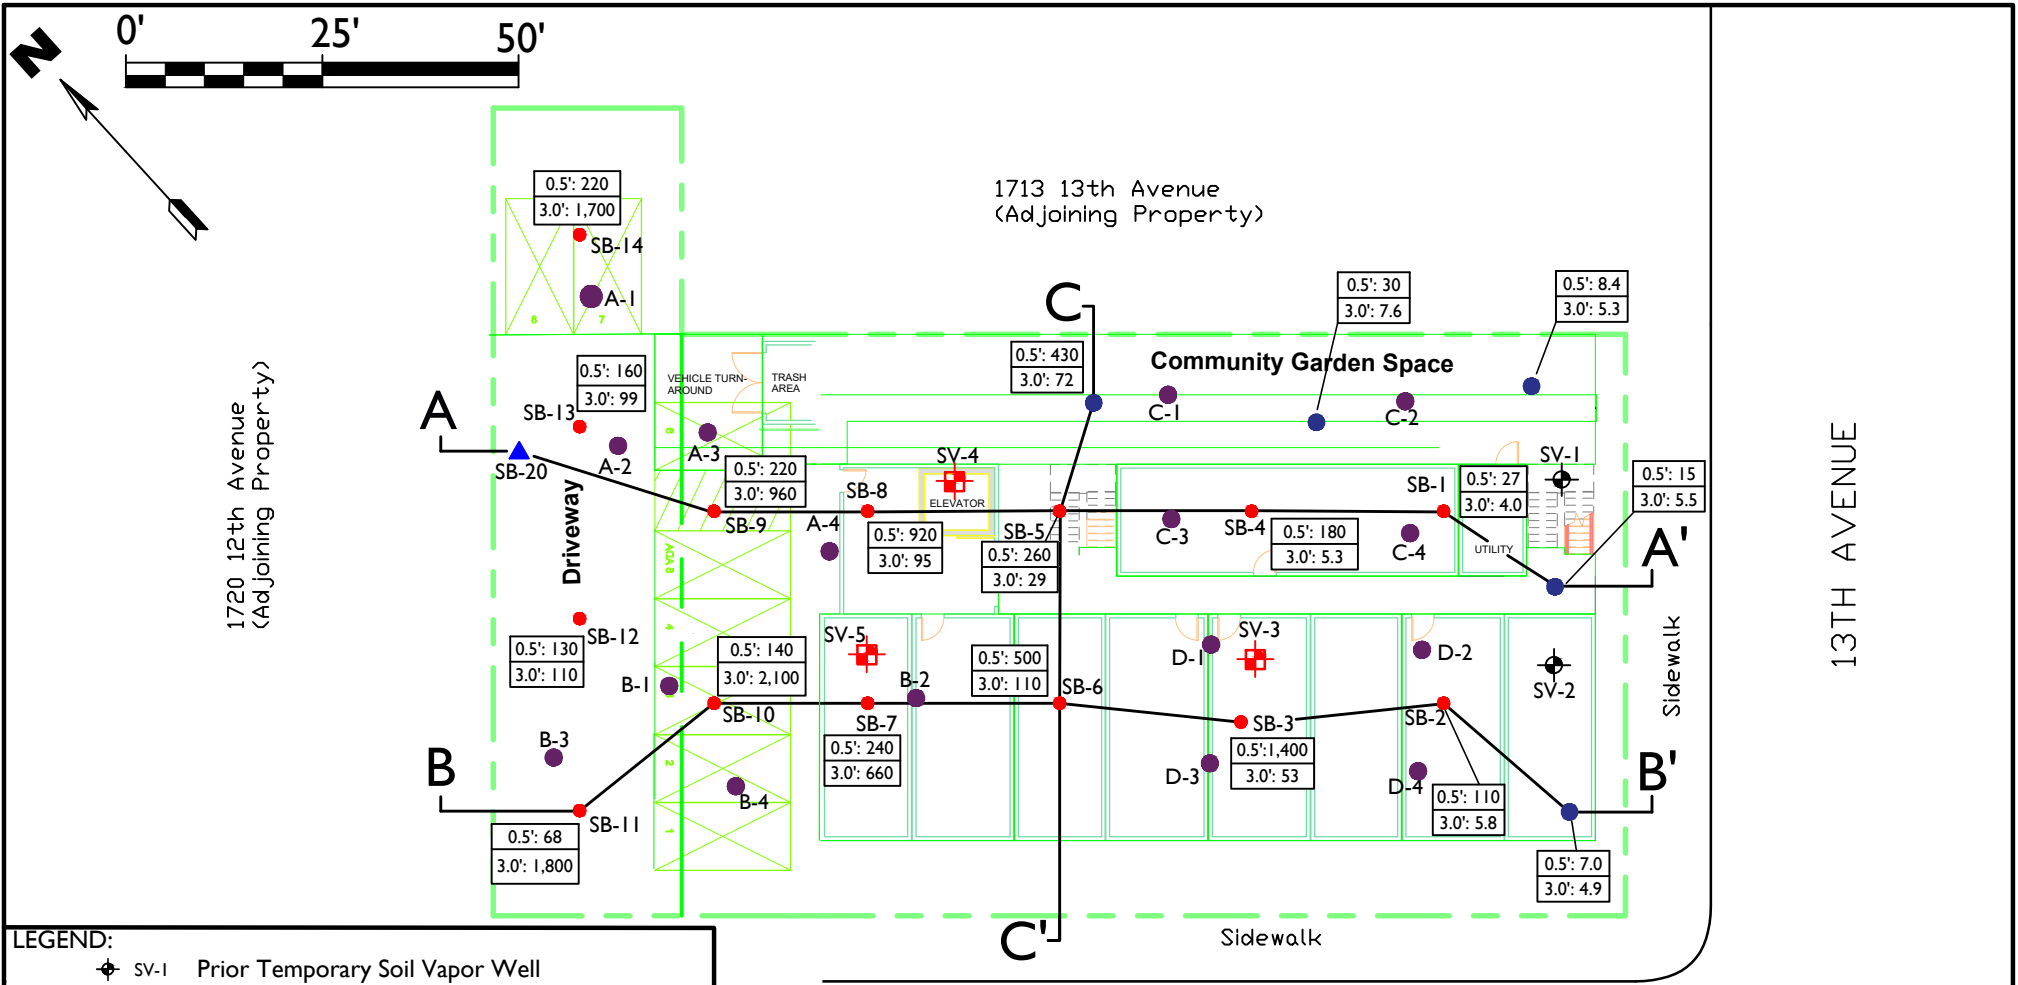 N
0' 25' 50'
1713 13th Avenue
(Adjoining Property)
1720 12th Avenue
(Adjoining Property)
13TH AVENUE
Sidewalk
Sidewalk
Community Garden Space
Driveway
VEHICLE TURN-
AROUND
TRASH
AREA
ELEVATOR
UTILITY
0.5': 220
3.0': 1,700
SB-14
A-1
8
7
0.5': 160
3.0': 99
SB-13
A
SB-20
A-2
A-3
6
0.5': 220
3.0': 960
SB-9
SB-8
A-4
0.5': 920
3.0': 95
SV-4
C
0.5': 430
3.0': 72
0.5': 30
3.0': 7.6
0.5': 8.4
3.0': 5.3
C-1
C-2
SB-5
0.5': 260
3.0': 29
C-3
SB-4
0.5': 180
3.0': 5.3
C-4
SB-1
0.5': 27
3.0': 4.0
SV-1
0.5': 15
3.0': 5.5
A'
5 ADA
4
SB-12
0.5': 130
3.0': 110
B-1
0.5': 140
3.0': 2,100
SB-10
SV-5
B-2
SB-7
0.5': 240
3.0': 660
0.5': 500
3.0': 110
SB-6
D-1
SV-3
D-2
SV-2
SB-3
0.5':1,400
3.0': 53
SB-2
D-3
D-4
0.5': 110
3.0': 5.8
B'
0.5': 7.0
3.0': 4.9
B-3
B
SB-11
0.5': 68
3.0': 1,800
2
B-4
1
C'
LEGEND:
SV-1 Prior Temporary Soil Vapor Well